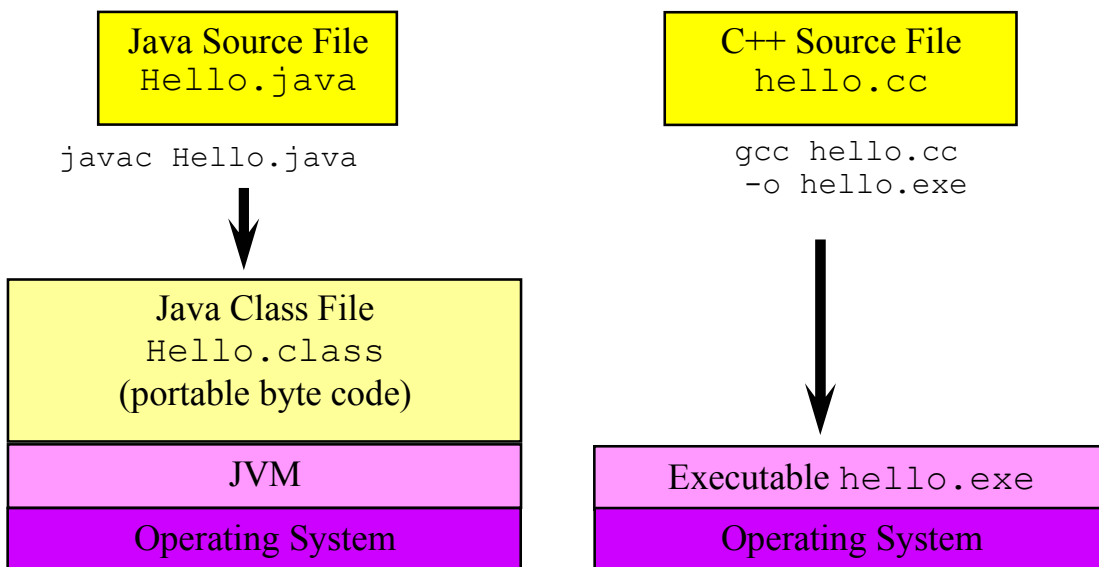 Java Source File
Hello.java
javac Hello.java
Java Class File
Hello.class
(portable byte code)
JVM
Operating System
C++ Source File
hello.cc
gcc hello.cc
-o hello.exe
Executable hello.exe
Operating System